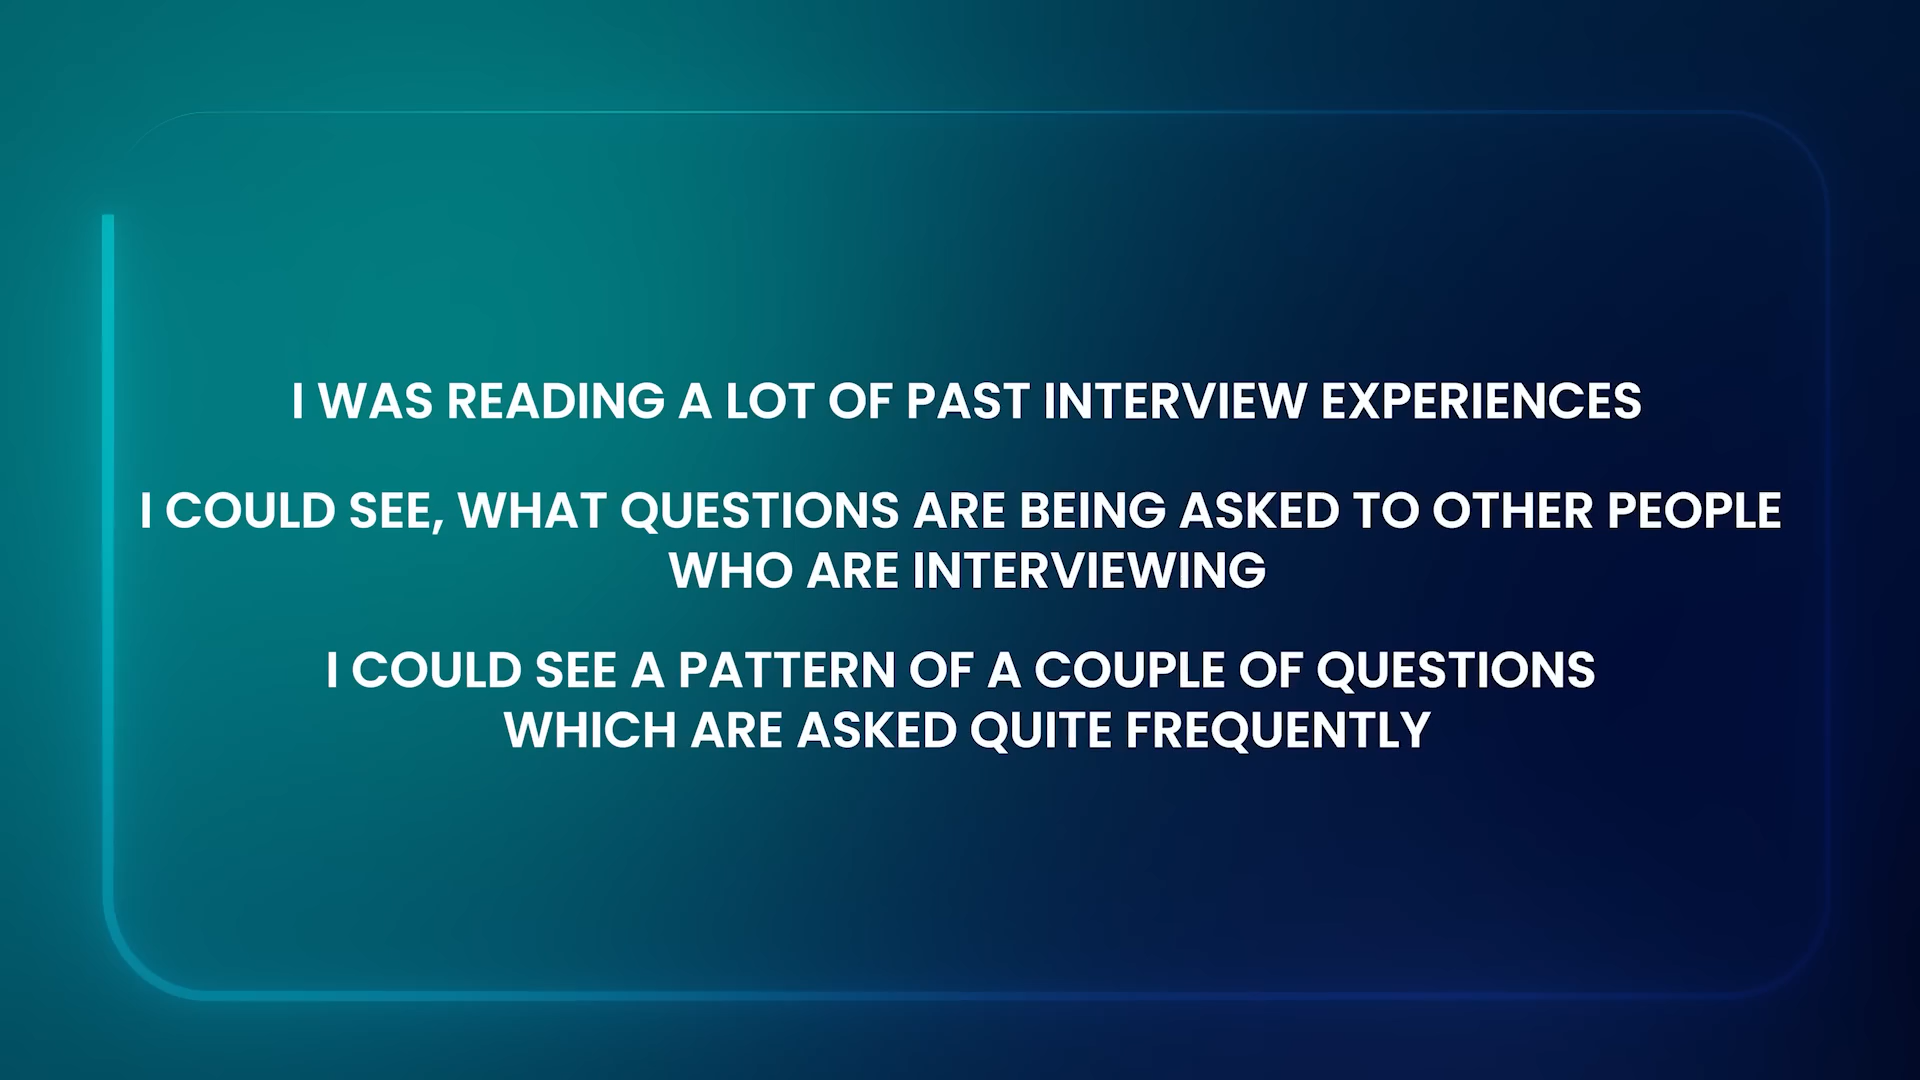 I WAS READING A LOT OF PAST INTERVIEW EXPERIENCES
I COULD SEE, WHAT QUESTIONS ARE BEING ASKED TO OTHER PEOPLE
WHO ARE INTERVIEWING
I COULD SEE A PATTERN OF A COUPLE OF QUESTIONS
WHICH ARE ASKED QUITE FREQUENTLY